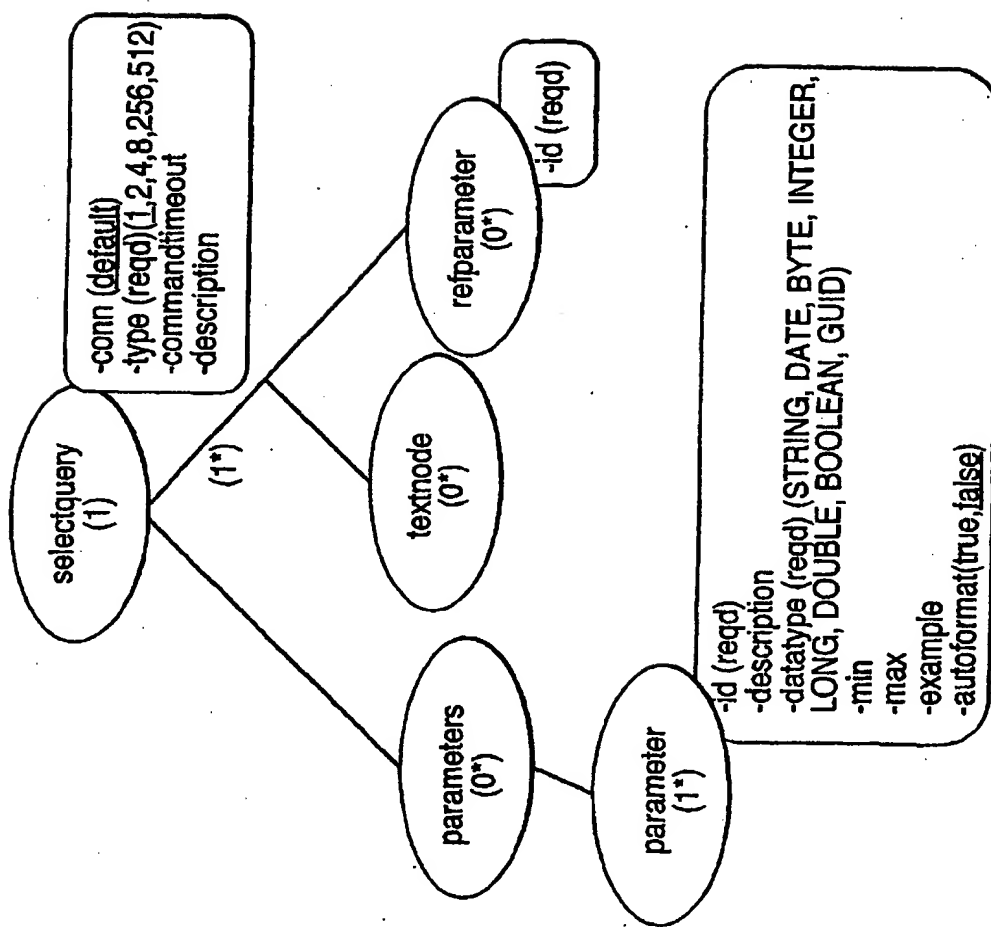 selectquery
(1)
-conn (default)
-type (reqd)(1,2,4,8,256,512)
-commandtimeout
-description
(1*)
parameters
(0*)
textnode
(0*)
refparameter
(0*)
-id (reqd)
parameter
(1*)
-id (reqd)
-description
-datatype (reqd) (STRING, DATE, BYTE, INTEGER,
LONG, DOUBLE, BOOLEAN, GUID)
-min
-max
-example
-autoformat(true,false)